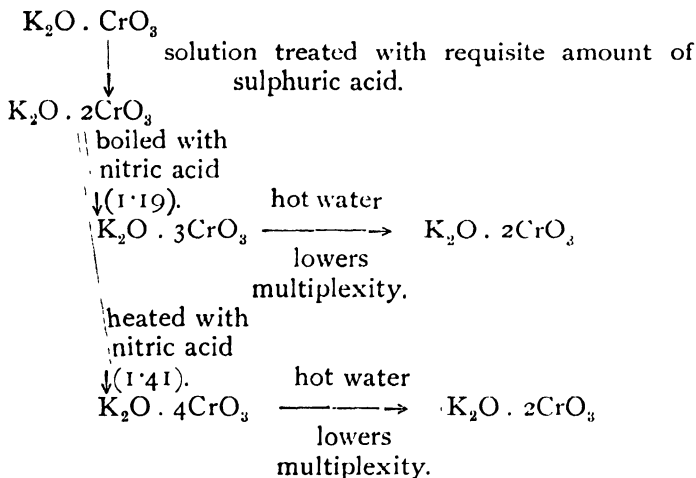 K₂O . CrO₃
solution treated with requisite amount of
sulphuric acid.
K₂O . 2CrO₃
boiled with
nitric acid
(1·19). hot water
K₂O . 3CrO₃ K₂O . 2CrO₃
lowers
multiplexity.
heated with
nitric acid
(1·41). hot water
K₂O . 4CrO₃ K₂O . 2CrO₃
lowers
multiplexity.